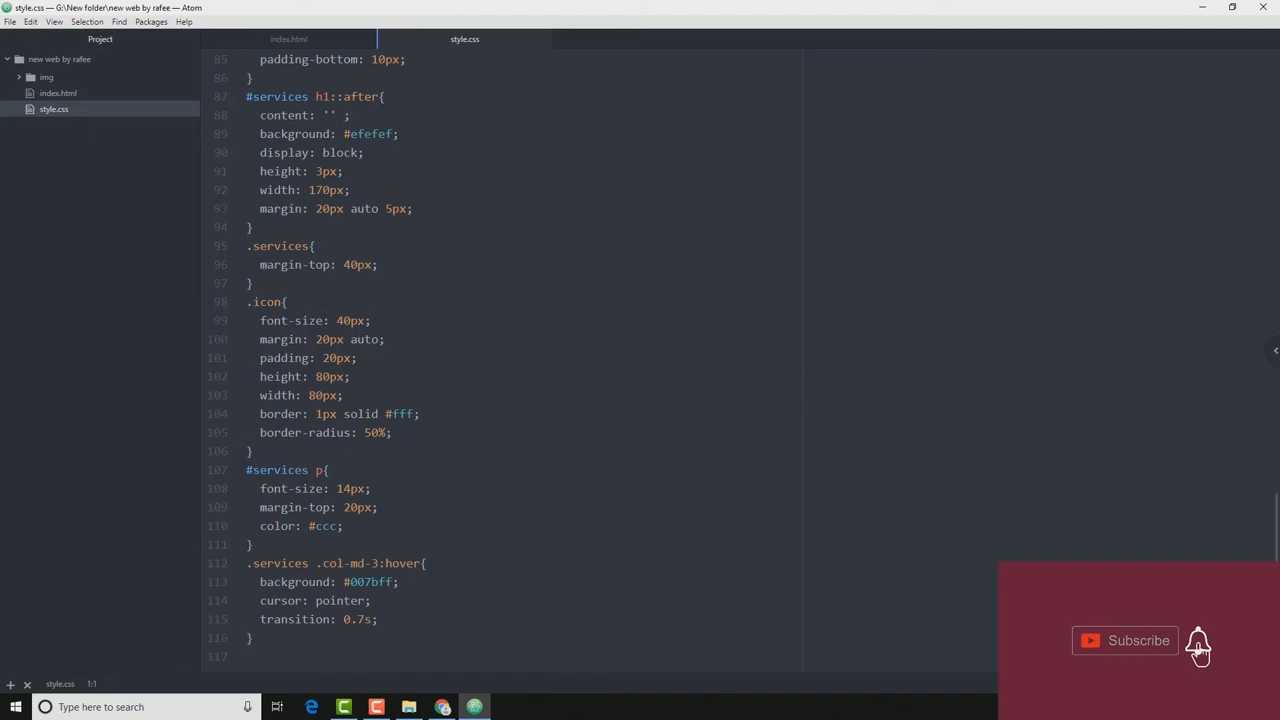 style.css — G:\New folder\new web by rafee — Atom
File Edit View Selection Find Packages Help
Project index.html style.css
new web by rafee
img
index.html
style.css
85 padding-bottom: 10px;
86 }
87 #services h1::after{
88 content: '' ;
89 background: #efefef;
90 display: block;
91 height: 3px;
92 width: 170px;
93 margin: 20px auto 5px;
94 }
95 .services{
96 margin-top: 40px;
97 }
98 .icon{
99 font-size: 40px;
100 margin: 20px auto;
101 padding: 20px;
102 height: 80px;
103 width: 80px;
104 border: 1px solid #fff;
105 border-radius: 50%;
106 }
107 #services p{
108 font-size: 14px;
109 margin-top: 20px;
110 color: #ccc;
111 }
112 .services .col-md-3:hover{
113 background: #007bff;
114 cursor: pointer;
115 transition: 0.7s;
116 }
117
Subscribe
style.css 1:1
Type here to search